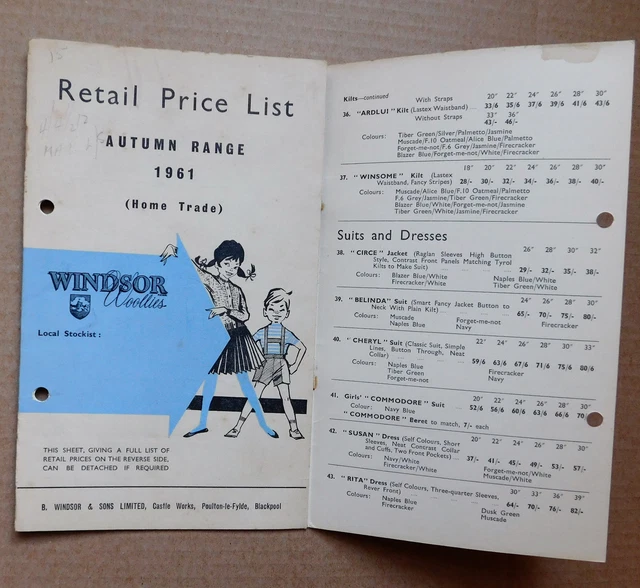 Retail Price List
AUTUMN RANGE
1961
(Home Trade)
WINDSOR
Woollies
Local Stockist :
THIS SHEET, GIVING A FULL LIST OF
RETAIL PRICES ON THE REVERSE SIDE,
CAN BE DETACHED IF REQUIRED
B. WINDSOR & SONS LIMITED, Castle Works, Poulton-le-Fylde, Blackpool
Kilts—continued With Straps 20" 22" 24" 26" 28" 30"
36. "ARDLUI" Kilt (Lastex Waistband) ... 33/6 35/6 37/6 39/6 41/6 43/6
Without Straps 33" 36"
43/- 46/-
Colours: Tiber Green/Silver/Palmetto/Jasmine
Muscade/F.10 Oatmeal/Alice Blue/Palmetto
Forget-me-not/F.6 Grey/Jasmine/Firecracker
Blazer Blue/Forget-me-not/White/Firecracker
18" 20" 22" 24" 26" 28" 30"
37. "WINSOME" Kilt (Lastex
Waistband, Fancy Stripes) 28/- 30/- 32/- 34/- 36/- 38/- 40/-
Colours: Muscade/Alice Blue/F.10 Oatmeal/Palmetto
F.6 Grey/Jasmine/Tiber Green/Firecracker
Blazer Blue/White/Forget-me-not/Jasmine
Tiber Green/White/Jasmine/Firecracker
Suits and Dresses
26" 28" 30" 32"
38. "CIRCE" Jacket (Raglan Sleeves High Button
Style, Contrast Front Panels Matching Tyrol
Kilts to Make Suit) ... 29/- 32/- 35/- 38/-
Colours: Blazer Blue/White Naples Blue/White
Firecracker/White Tiber Green/White
24" 26" 28" 30"
39. "BELINDA" Suit (Smart Fancy Jacket Button to
Neck With Plain Kilt) ... 65/- 70/- 75/- 80/-
Colours: Muscade Forget-me-not Firecracker
Naples Blue Navy
22" 24" 26" 28" 30" 33"
40. "CHERYL" Suit (Classic Suit, Simple
Lines, Button Through, Neat
Collar) ... 59/6 63/6 67/6 71/6 75/6 80/6
Colours: Naples Blue Firecracker
Tiber Green Navy
Forget-me-not
20" 22" 24" 26" 28" 30"
41. Girls' "COMMODORE" Suit 52/6 56/6 60/6 63/6 66/6 70
Colour: Navy Blue
"COMMODORE" Beret to match, 7/- each
20" 22" 24" 26" 28" 30"
42. "SUSAN" Dress (Self Colours, Short
Sleeves, Neat Contrast Collar
and Cuffs, Two Front Pockets) ... 37/- 41/- 45/- 49/- 53/- 57/-
Colours: Navy/White Forget-me-not/White
Firecracker/White Muscade/White
30" 33" 36" 39"
43. "RITA" Dress (Self Colours, Three-quarter Sleeves,
Rever Front) ... 64/- 70/- 76/- 82/-
Colours: Naples Blue Dusk Green
Firecracker Muscade